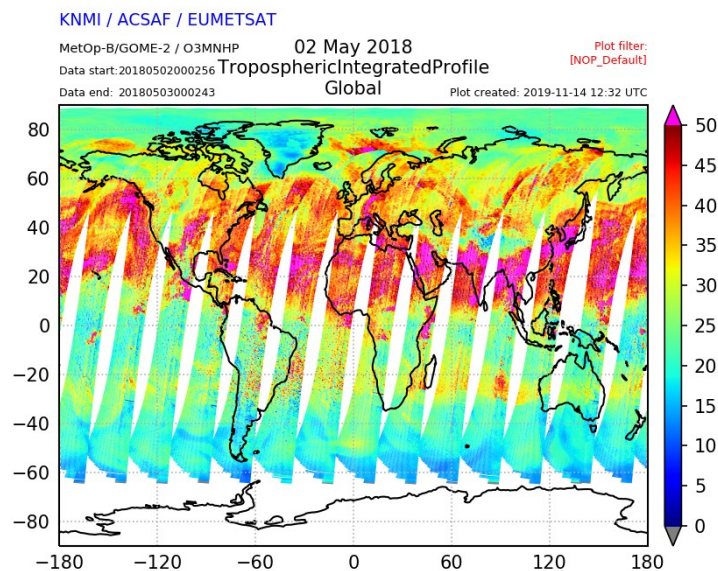 KNMI / ACSAF / EUMETSAT
MetOp-B/GOME-2 / O3MNHP
02 May 2018
Plot filter:
[NOP_Default]
Data start: 20180502000256
TroposphericIntegratedProfile
Data end: 20180503000243
Global
Plot created: 2019-11-14 12:32 UTC
80
60
40
20
0
−20
−40
−60
−80
−180
−120
−60
0
60
120
180
50
45
40
35
30
25
20
15
10
5
0